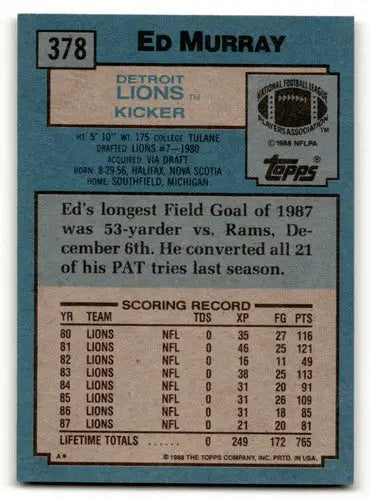 378
ED MURRAY
DETROIT
LIONS TM
KICKER
NATIONAL FOOTBALL LEAGUE
PLAYERS ASSOCIATION TM
© 1988 NFLPA
Topps®
HT. 5' 10" WT. 175 COLLEGE TULANE
DRAFTED: LIONS #7-1980
ACQUIRED: VIA DRAFT
BORN: 8-29-56, HALIFAX, NOVA SCOTIA
HOME: SOUTHFIELD, MICHIGAN
Ed's longest Field Goal of 1987
was 53-yarder vs. Rams, De-
cember 6th. He converted all 21
of his PAT tries last season.
SCORING RECORD
YR TEAM TDS XP FG PTS
80 LIONS NFL 0 35 27 116
81 LIONS NFL 0 46 25 121
82 LIONS NFL 0 16 11 49
83 LIONS NFL 0 38 25 113
84 LIONS NFL 0 31 20 91
85 LIONS NFL 0 31 26 109
86 LIONS NFL 0 31 18 85
87 LIONS NFL 0 21 20 81
LIFETIME TOTALS ...... 0 249 172 765
A* © 1988 THE TOPPS COMPANY, INC. PRTD. IN U.S.A.